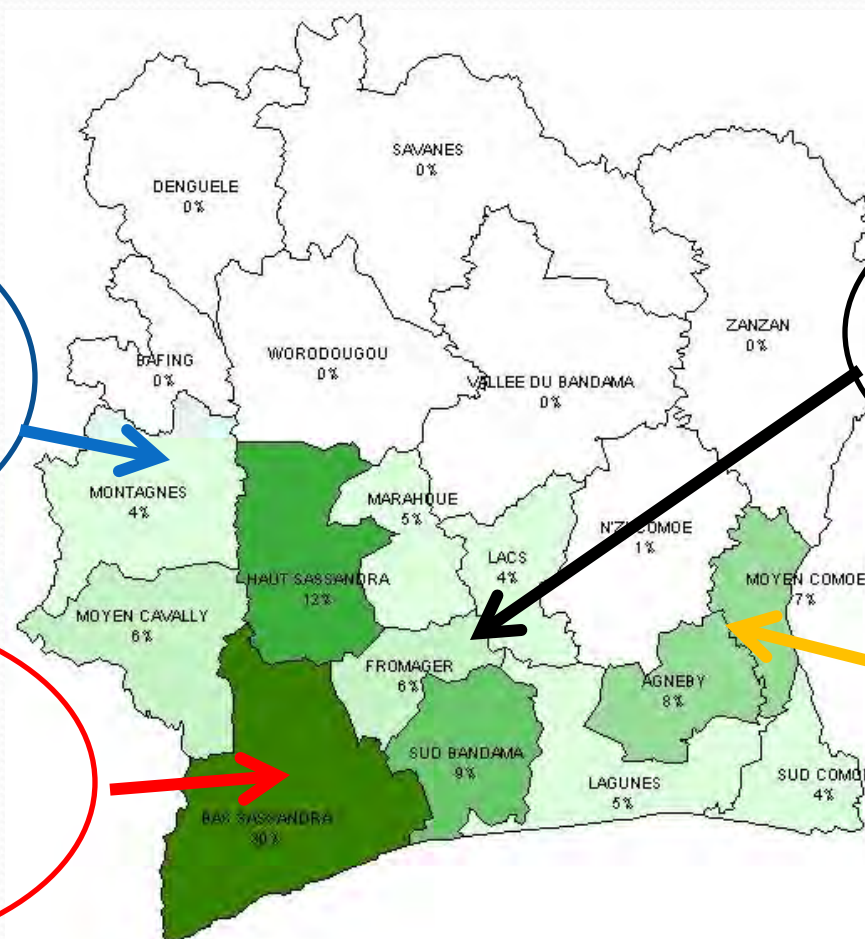 SAVANES
0%
DENGUELE
0%
ZANZAN
0%
BAFING
0%
WORODOUGOU
0%
VALLEE DU BANDAMA
0%
MONTAGNES
4%
MARAHOUE
5%
N'ZI COMOE
1%
LACS
4%
HAUT SASSANDRA
12%
MOYEN COMOE
7%
MOYEN CAVALLY
6%
FROMAGER
6%
AGNEBY
8%
SUD BANDAMA
9%
LAGUNES
5%
SUD COMO
4%
BAS SASSANDRA
30%